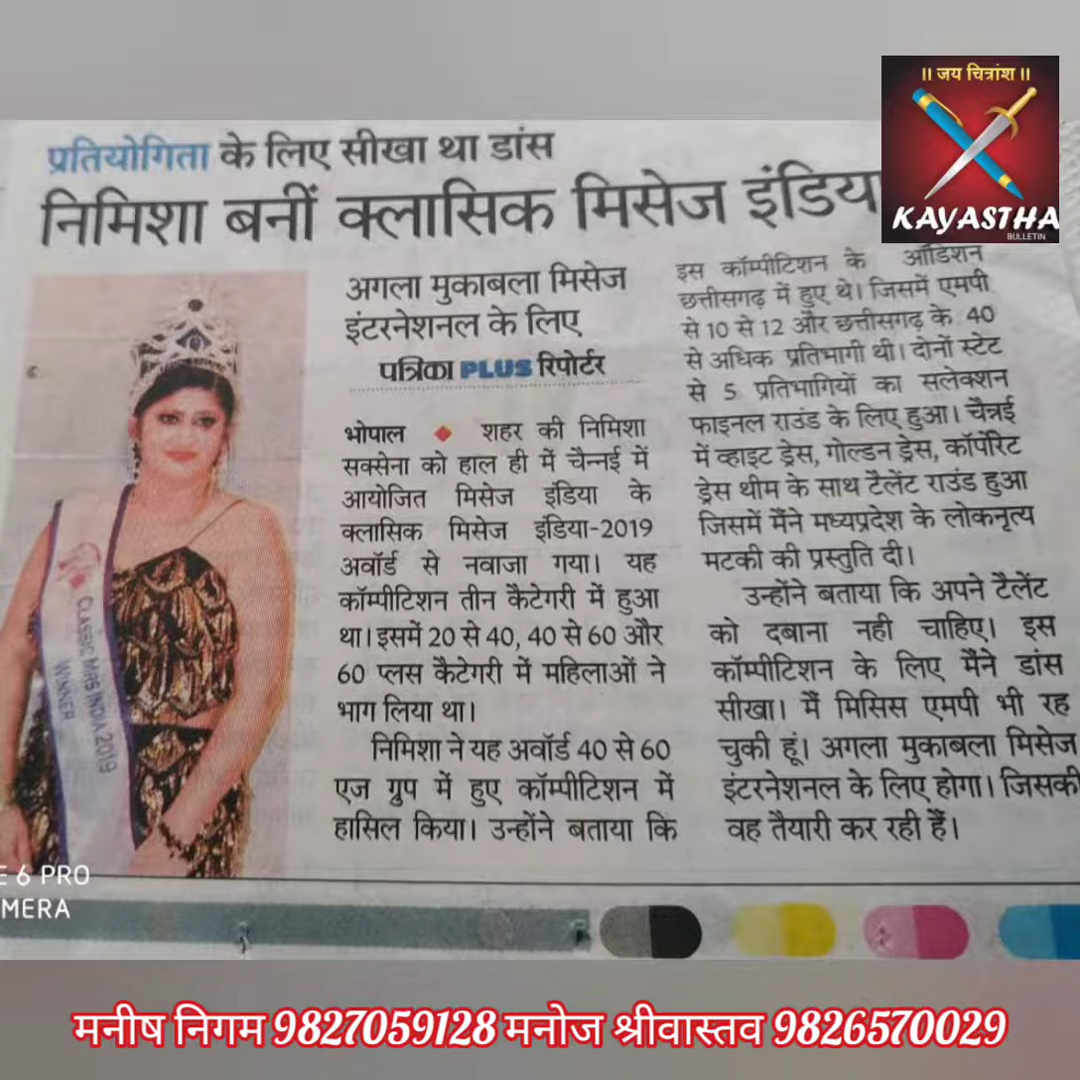 ॥ जय चित्रांश ॥
KAYASTHA
BULLETIN
प्रतियोगिता के लिए सीखा था डांस
निमिशा बनीं क्लासिक मिसेज इंडिया
अगला मुकाबला मिसेज
इंटरनेशनल के लिए
पत्रिका PLUS रिपोर्टर
भोपाल ◆ शहर की निमिशा
सक्सेना को हाल ही में चैन्नई में
आयोजित मिसेज इंडिया के
क्लासिक मिसेज इंडिया-2019
अवॉर्ड से नवाजा गया। यह
कॉम्पीटिशन तीन कैटेगरी में हुआ
था। इसमें 20 से 40, 40 से 60 और
60 प्लस कैटेगरी में महिलाओं ने
भाग लिया था।
निमिशा ने यह अवॉर्ड 40 से 60
एज ग्रुप में हुए कॉम्पीटिशन में
हासिल किया। उन्होंने बताया कि
इस कॉम्पीटिशन के ऑडिशन
छत्तीसगढ़ में हुए थे। जिसमें एमपी
से 10 से 12 और छत्तीसगढ़ के 40
से अधिक प्रतिभागी थी। दोनों स्टेट
से 5 प्रतिभागियों का सलेक्शन
फाइनल राउंड के लिए हुआ। चैन्नई
में व्हाइट ड्रेस, गोल्डन ड्रेस, कॉर्पोरेट
ड्रेस थीम के साथ टैलेंट राउंड हुआ
जिसमें मैंने मध्यप्रदेश के लोकनृत्य
मटकी की प्रस्तुति दी।
उन्होंने बताया कि अपने टैलेंट
को दबाना नही चाहिए। इस
कॉम्पीटिशन के लिए मैंने डांस
सीखा। मैं मिसिस एमपी भी रह
चुकी हूं। अगला मुकाबला मिसेज
इंटरनेशनल के लिए होगा। जिसकी
वह तैयारी कर रही हैं।
CLASSIC MRS INDIA 2019
WINNER
E 6 PRO
MERA
मनीष निगम 9827059128 मनोज श्रीवास्तव 9826570029